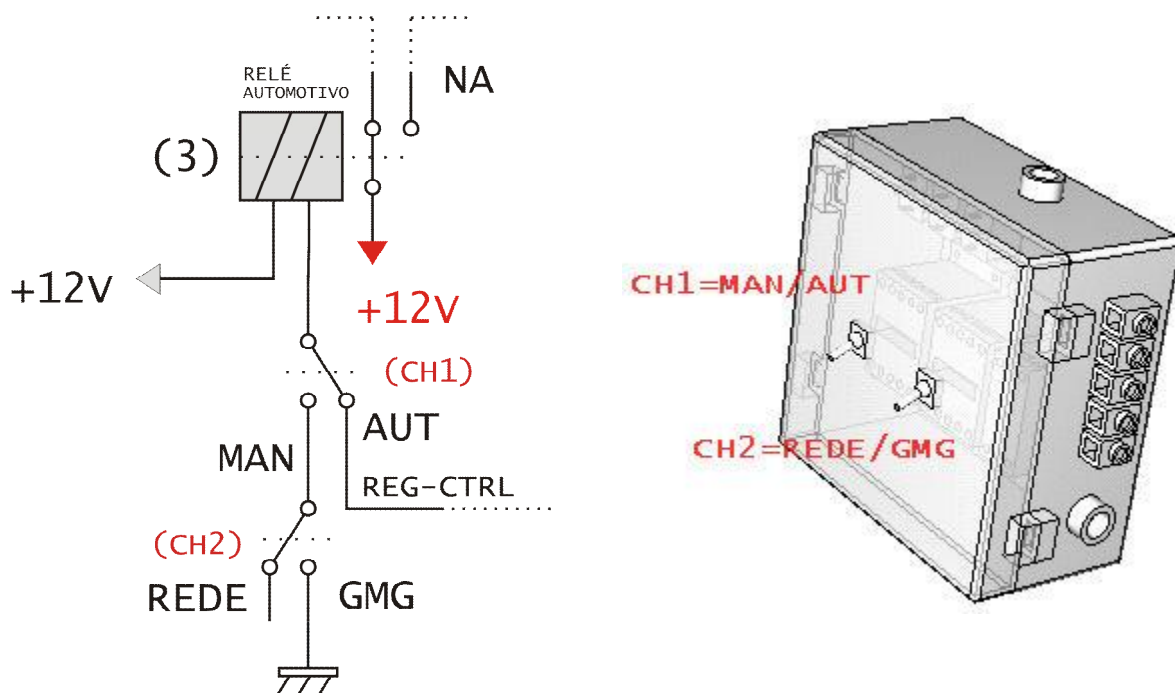 RELÉ
AUTOMOTIVO
NA
(3)
+12V
+12V
(CH1)
AUT
MAN
REG-CTRL
(CH2)
REDE
GMG
CH1=MAN/AUT
CH2=REDE/GMG